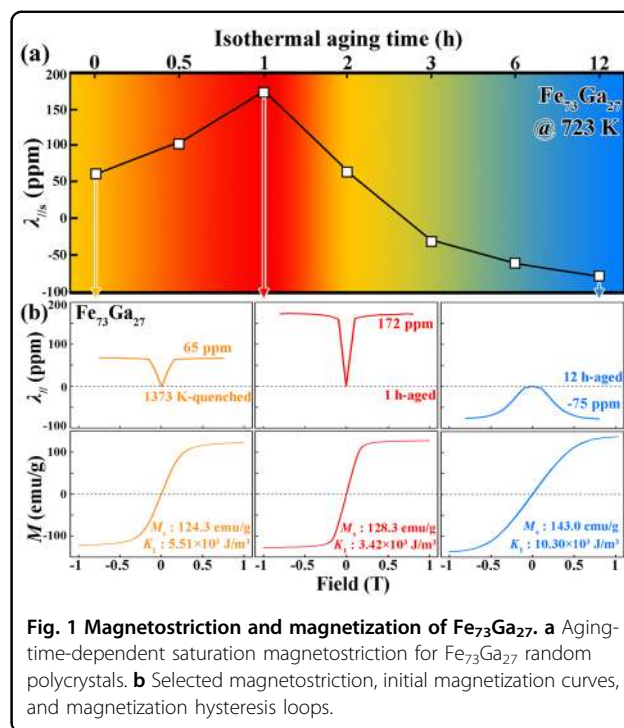 (a)
Isothermal aging time (h)
0 0.5 1 2 3 6 12
200
150
100
50
0
-50
-100
λ//s (ppm)
Fe73Ga27
@ 723 K
(b)
Fe73Ga27
200
100
0
-100
λ// (ppm)
65 ppm
1373 K-quenched
172 ppm
1 h-aged
12 h-aged
-75 ppm
100
0
-100
M (emu/g)
Ms : 124.3 emu/g
K1 : 5.51×10³ J/m³
Ms : 128.3 emu/g
K1 : 3.42×10³ J/m³
Ms : 143.0 emu/g
K1 : 10.30×10³ J/m³
-1 -0.5 0 0.5 1 -1 -0.5 0 0.5 1 -1 -0.5 0 0.5 1
Field (T)
Fig. 1 Magnetostriction and magnetization of Fe73Ga27. a Aging-
time-dependent saturation magnetostriction for Fe73Ga27 random
polycrystals. b Selected magnetostriction, initial magnetization curves,
and magnetization hysteresis loops.